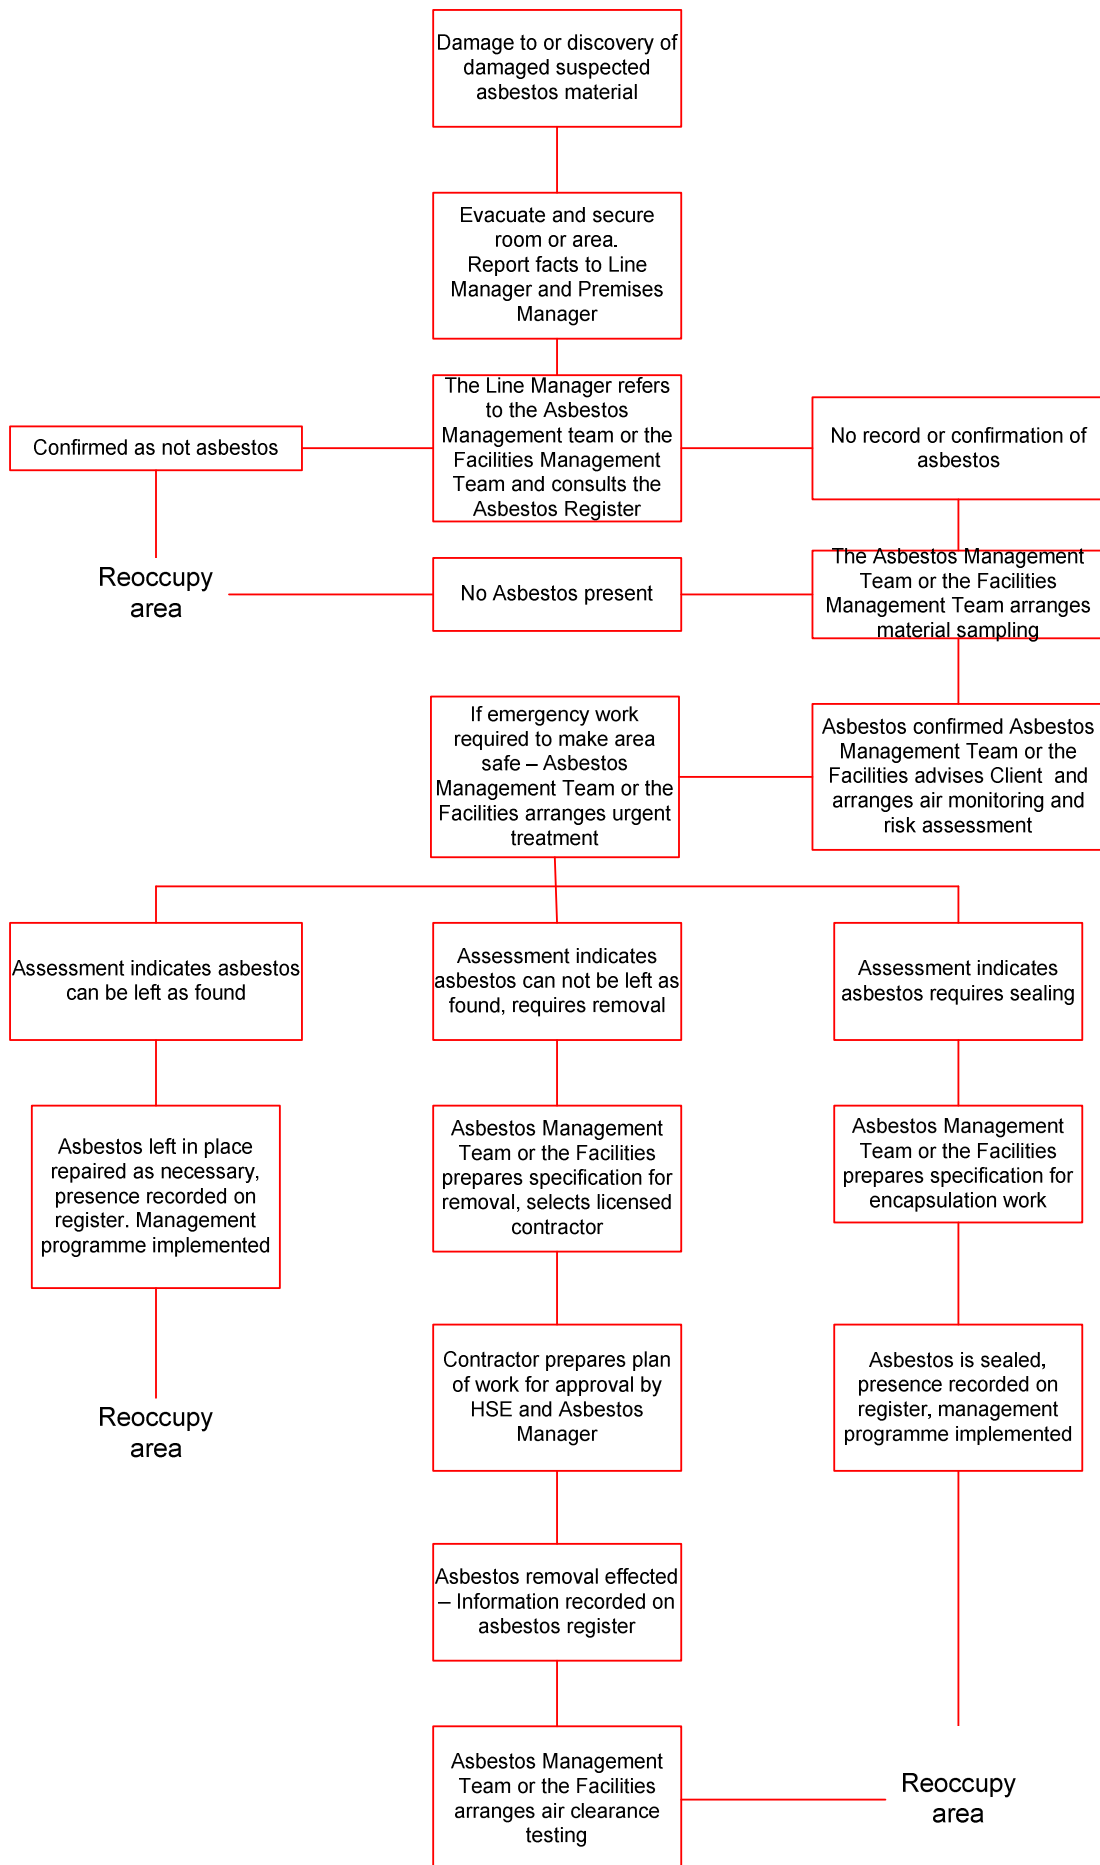 Damage to or discovery of
damaged suspected
asbestos material
Evacuate and secure
room or area.
Report facts to Line
Manager and Premises
Manager
The Line Manager refers
to the Asbestos
Management team or the
Facilities Management
Team and consults the
Asbestos Register
Confirmed as not asbestos
No record or confirmation of
asbestos
Reoccupy
area
No Asbestos present
The Asbestos Management
Team or the Facilities
Management Team arranges
material sampling
If emergency work
required to make area
safe – Asbestos
Management Team or the
Facilities arranges urgent
treatment
Asbestos confirmed Asbestos
Management Team or the
Facilities advises Client  and
arranges air monitoring and
risk assessment
Assessment indicates asbestos
can be left as found
Assessment indicates
asbestos can not be left as
found, requires removal
Assessment indicates
asbestos requires sealing
Asbestos left in place
repaired as necessary,
presence recorded on
register. Management
programme implemented
Asbestos Management
Team or the Facilities
prepares specification for
removal, selects licensed
contractor
Asbestos Management
Team or the Facilities
prepares specification for
encapsulation work
Reoccupy
area
Contractor prepares plan
of work for approval by
HSE and Asbestos
Manager
Asbestos is sealed,
presence recorded on
register, management
programme implemented
Asbestos removal effected
– Information recorded on
asbestos register
Asbestos Management
Team or the Facilities
arranges air clearance
testing
Reoccupy
area